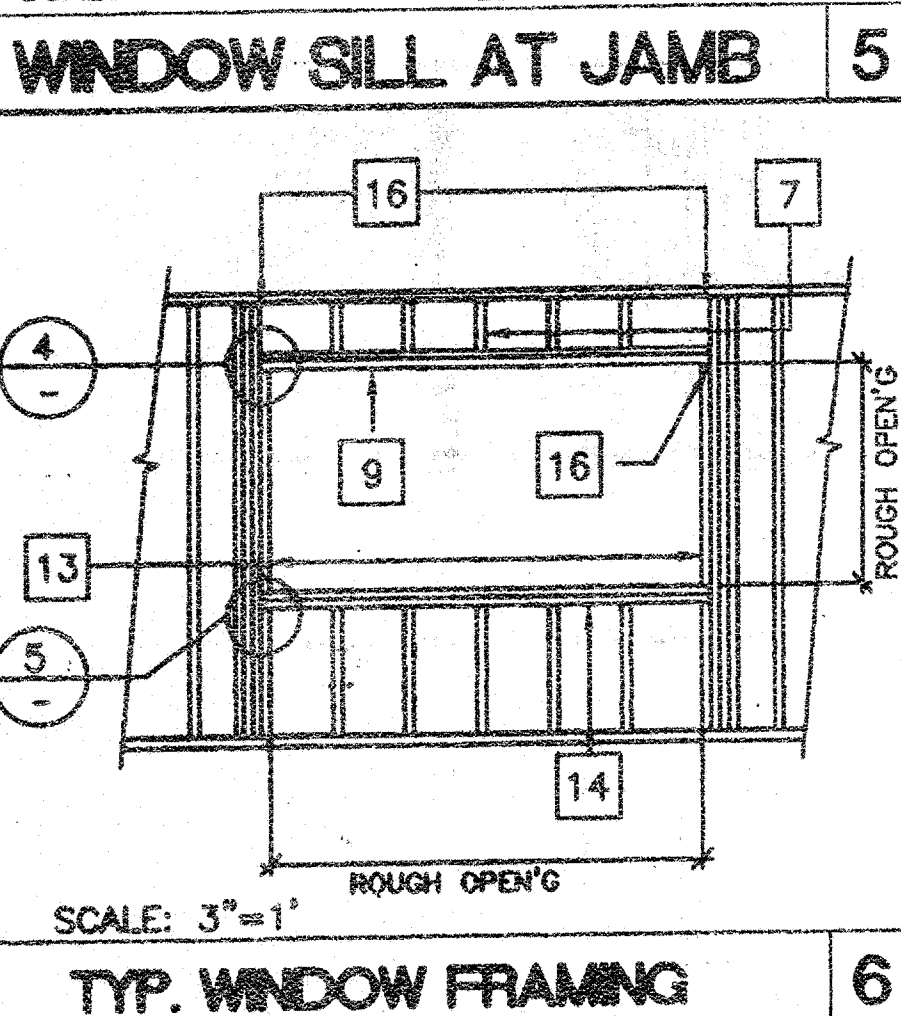 WINDOW SILL AT JAMB 5
16
7
4
-
9
16
ROUGH OPEN'G
13
5
-
14
ROUGH OPEN'G
SCALE: 3"=1'
TYP. WINDOW FRAMING 6